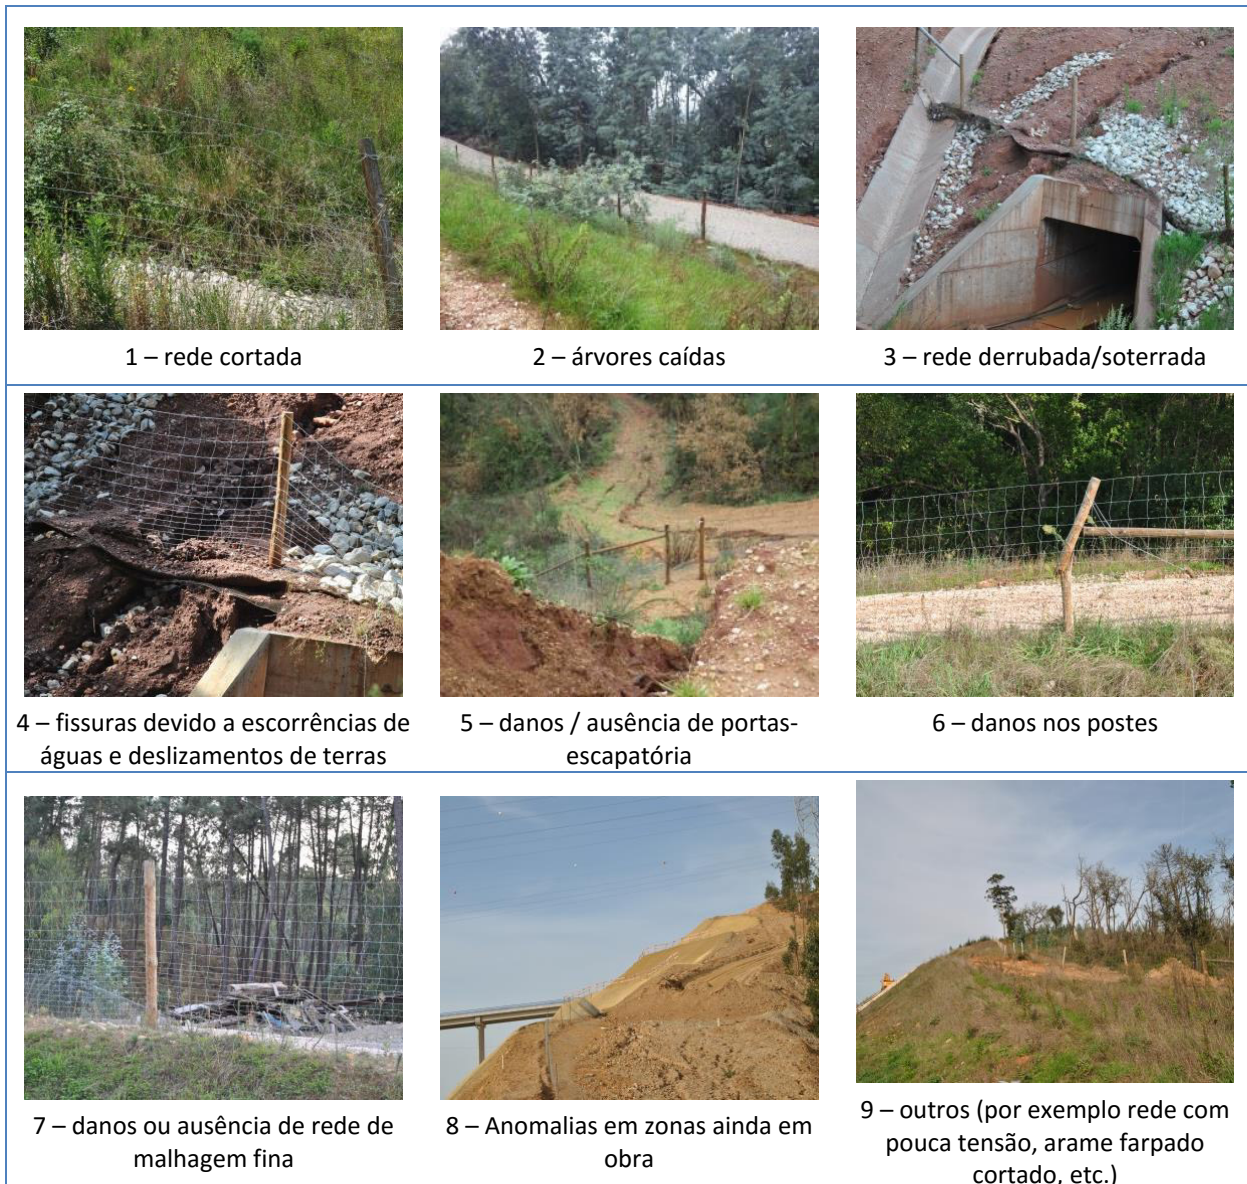 1 – rede cortada
2 – árvores caídas
3 – rede derrubada/soterrada
4 – fissuras devido a escorrências de
águas e deslizamentos de terras
5 – danos / ausência de portas-
escapatória
6 – danos nos postes
7 – danos ou ausência de rede de
malhagem fina
8 – Anomalias em zonas ainda em
obra
9 – outros (por exemplo rede com
pouca tensão, arame farpado
cortado, etc.)